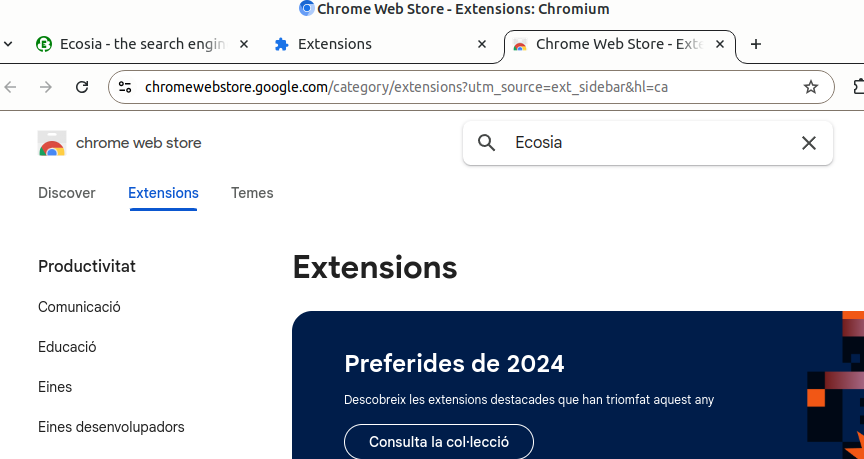 Chrome Web Store - Extensions: Chromium
Ecosia - the search engin
Extensions
Chrome Web Store - Exte
chromewebstore.google.com/category/extensions?utm_source=ext_sidebar&hl=ca
chrome web store
Ecosia
Discover
Extensions
Temes
Productivitat
Comunicació
Educació
Eines
Eines desenvolupadors
Extensions
Preferides de 2024
Descobreix les extensions destacades que han triomfat aquest any
Consulta la col·lecció